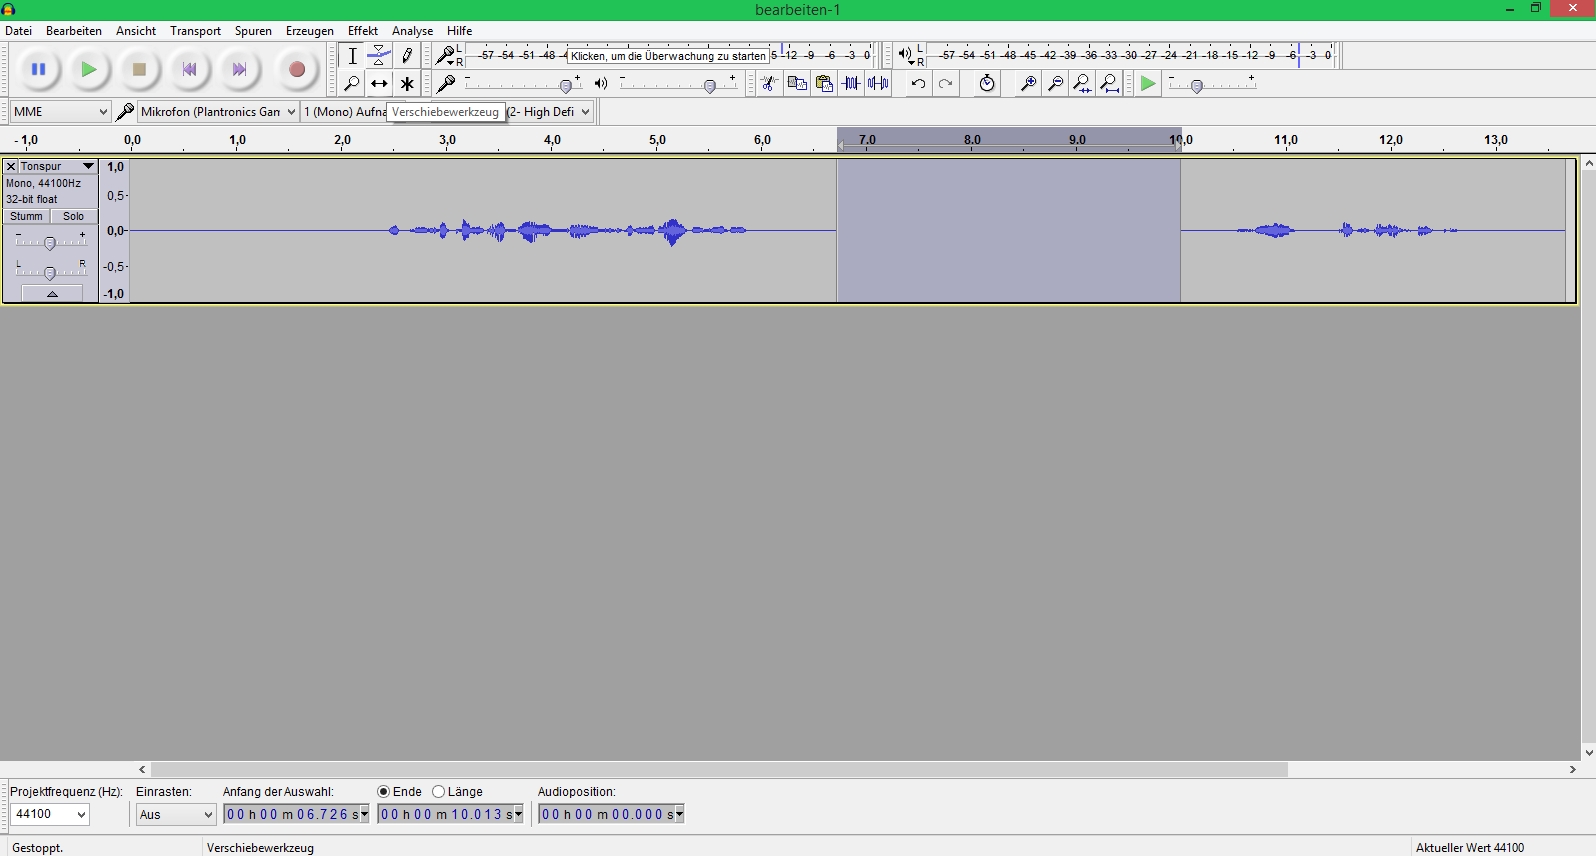 bearbeiten-1
Datei Bearbeiten Ansicht Transport Spuren Erzeugen Effekt Analyse Hilfe
L R -57 -54 -51 -48 -4 Klicken, um die Überwachung zu starten 5 -12 -9 -6 -3 0 L R -57 -54 -51 -48 -45 -42 -39 -36 -33 -30 -27 -24 -21 -18 -15 -12 -9 -6 -3 0
- + - + - +
MME Mikrofon (Plantronics Gam 1 (Mono) Aufna Verschiebewerkzeug (2- High Defi
-1,0 0,0 1,0 2,0 3,0 4,0 5,0 6,0 7,0 8,0 9,0 10,0 11,0 12,0 13,0
Tonspur 1,0
Mono, 44100Hz
32-bit float 0,5
Stumm Solo
- + 0,0
L R -0,5
-1,0
Projektfrequenz (Hz): Einrasten: Anfang der Auswahl: Ende Länge Audioposition:
44100 Aus 00 h 00 m 06.726 s 00 h 00 m 10.013 s 00 h 00 m 00.000 s
Gestoppt. Verschiebewerkzeug Aktueller Wert 44100